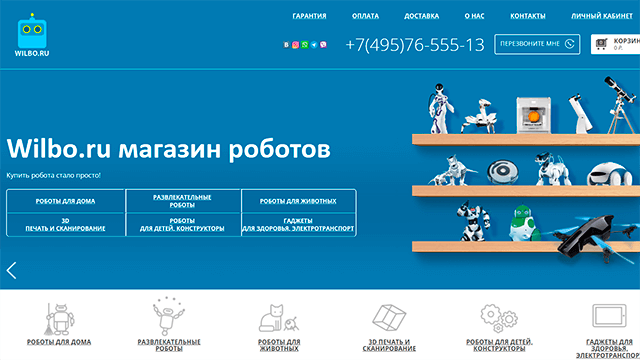 ГАРАНТИЯ ОПЛАТА ДОСТАВКА О НАС КОНТАКТЫ ЛИЧНЫЙ КАБИНЕТ
WILBO.RU
+7(495)76-555-13
ПЕРЕЗВОНИТЕ МНЕ
КОРЗИН
0 Р.
Wilbo.ru магазин роботов
Купить робота стало просто!
РОБОТЫ ДЛЯ ДОМА
РАЗВЛЕКАТЕЛЬНЫЕ
РОБОТЫ
РОБОТЫ ДЛЯ ЖИВОТНЫХ
3D
ПЕЧАТЬ И СКАНИРОВАНИЕ
РОБОТЫ
ДЛЯ ДЕТЕЙ, КОНСТРУКТОРЫ
ГАДЖЕТЫ
ДЛЯ ЗДОРОВЬЯ, ЭЛЕКТРОТРАНСПОРТ
РОБОТЫ ДЛЯ ДОМА
РАЗВЛЕКАТЕЛЬНЫЕ
РОБОТЫ
РОБОТЫ ДЛЯ
ЖИВОТНЫХ
3D ПЕЧАТЬ И
СКАНИРОВАНИЕ
РОБОТЫ ДЛЯ ДЕТЕЙ,
КОНСТРУКТОРЫ
ГАДЖЕТЫ ДЛЯ
ЗДОРОВЬЯ,
ЭЛЕКТРОТРАНСПО